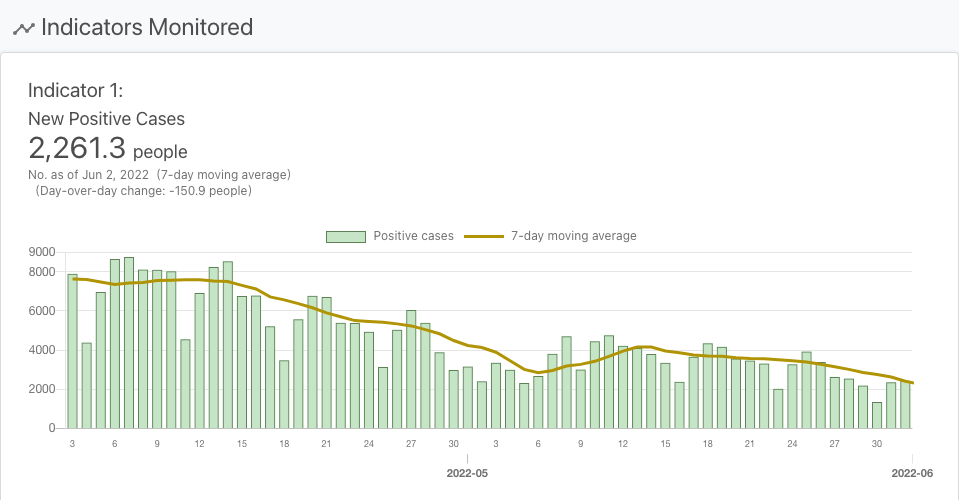 Indicators Monitored
Indicator 1:
New Positive Cases
2,261.3 people
No. as of Jun 2, 2022 (7-day moving average)
(Day-over-day change: -150.9 people)
Positive cases 7-day moving average
9000
8000
6000
4000
2000
0
3 6 9 12 15 18 21 24 27 30 3 6 9 12 15 18 21 24 27 30
2022-05 2022-06